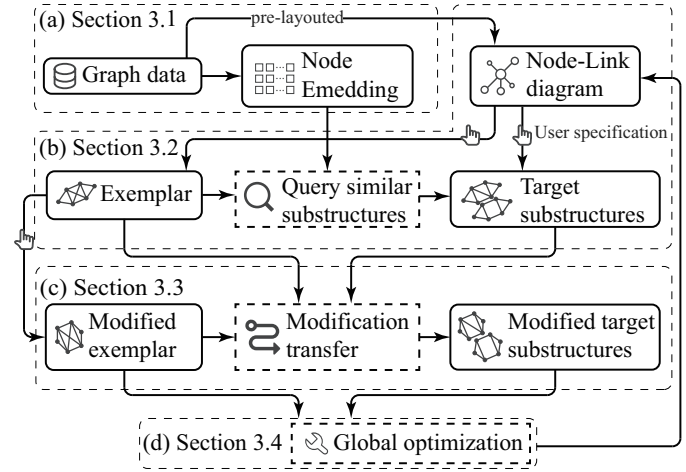 (a) Section 3.1
pre-layouted
Graph data
Node
Emedding
Node-Link
diagram
User specification
(b) Section 3.2
Exemplar
Query similar
substructures
Target
substructures
(c) Section 3.3
Modified
exemplar
Modification
transfer
Modified target
substructures
(d) Section 3.4
Global optimization